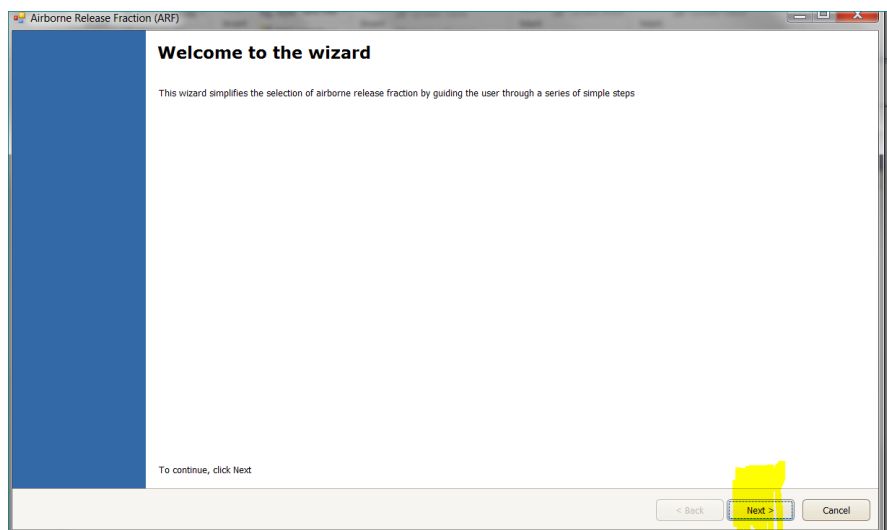 Airborne Release Fraction (ARF)
Welcome to the wizard
This wizard simplifies the selection of airborne release fraction by guiding the user through a series of simple steps
To continue, click Next
< Back
Next >
Cancel